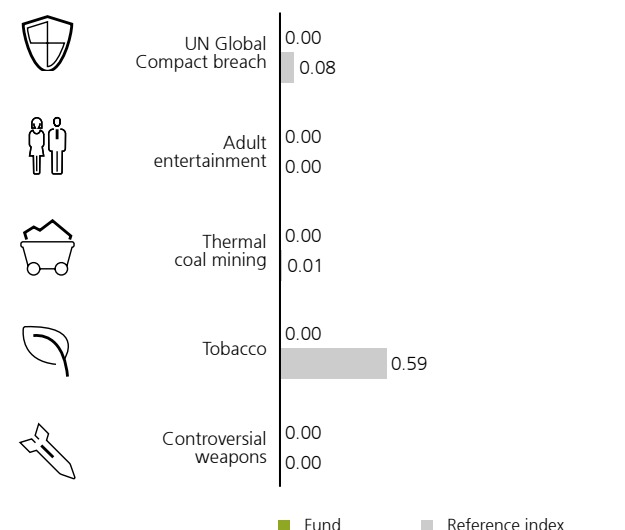 UN Global
Compact breach
0.00
0.08
Adult
entertainment
0.00
0.00
Thermal
coal mining
0.00
0.01
Tobacco
0.00
0.59
Controversial
weapons
0.00
0.00
Fund
Reference index